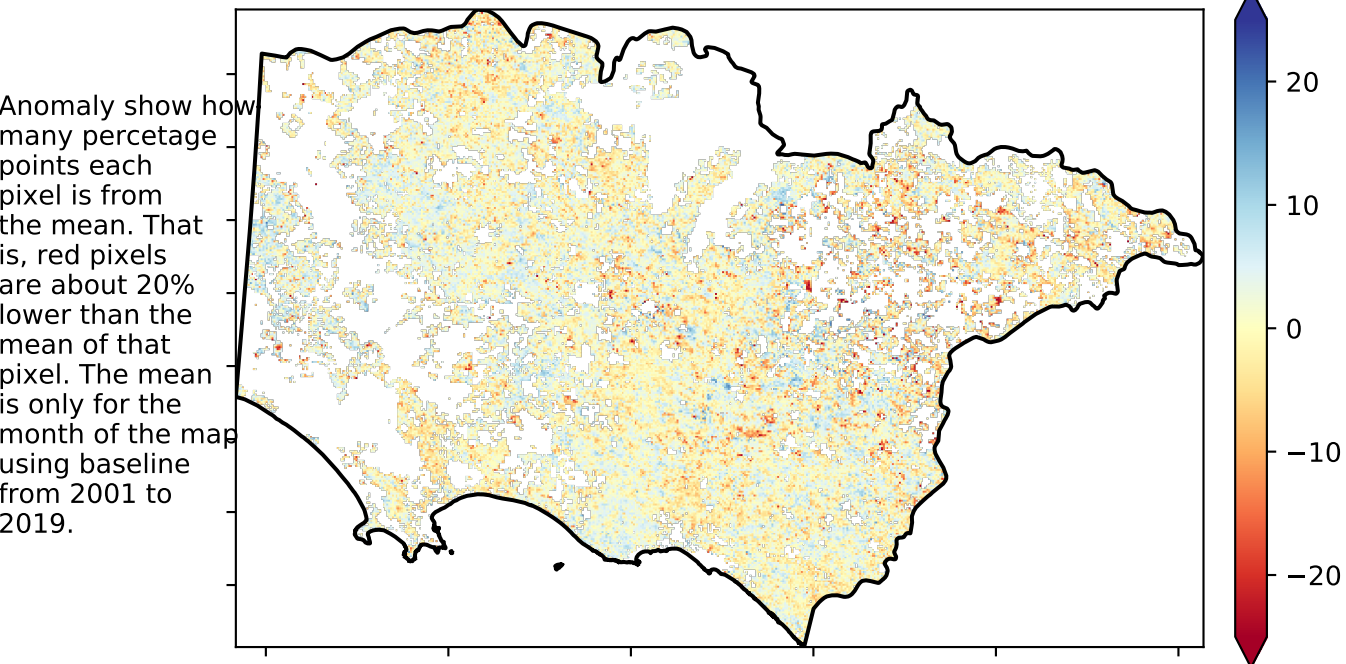 Anomaly show how
many percetage
points each
pixel is from
the mean. That
is, red pixels
are about 20%
lower than the
mean of that
pixel. The mean
is only for the
month of the map
using baseline
from 2001 to
2019.
20
10
0
−10
−20